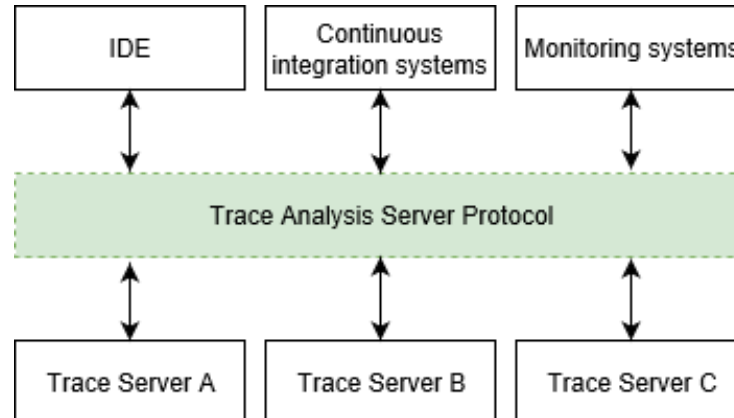 IDE
Continuous
integration systems
Monitoring systems
Trace Analysis Server Protocol
Trace Server A
Trace Server B
Trace Server C